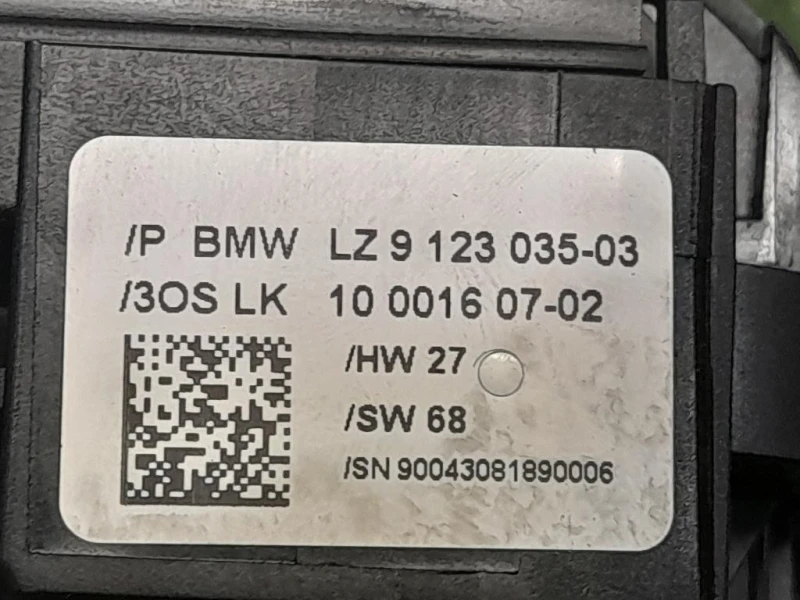 /P BMW LZ 9 123 035-03
/3OS LK 10 0016 07-02
/HW 27
/SW 68
/SN 90043081890006